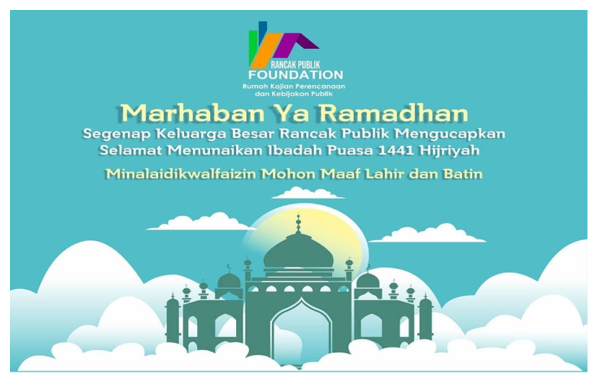 RANCAK PUBLIK
FOUNDATION
Rumah Kajian Perencanaan
dan Kebijakan Publik
Marhaban Ya Ramadhan
Segenap Keluarga Besar Rancak Publik Mengucapkan
Selamat Menunaikan Ibadah Puasa 1441 Hijriyah
Minalaidikwalfaizin Mohon Maaf Lahir dan Batin